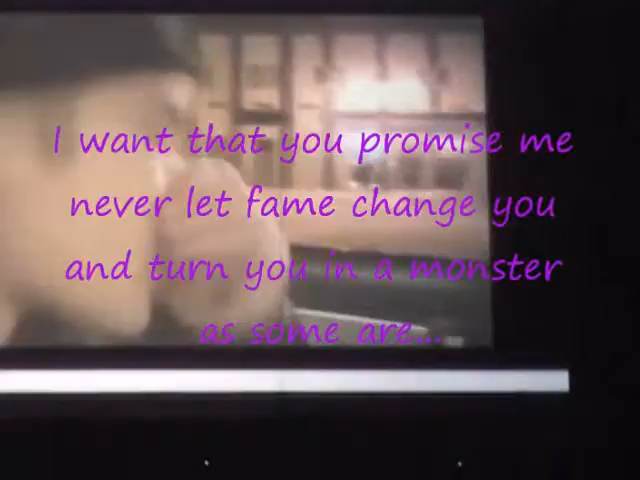 I want that you promise me
never let fame change you
and turn you in a monster
as some are...